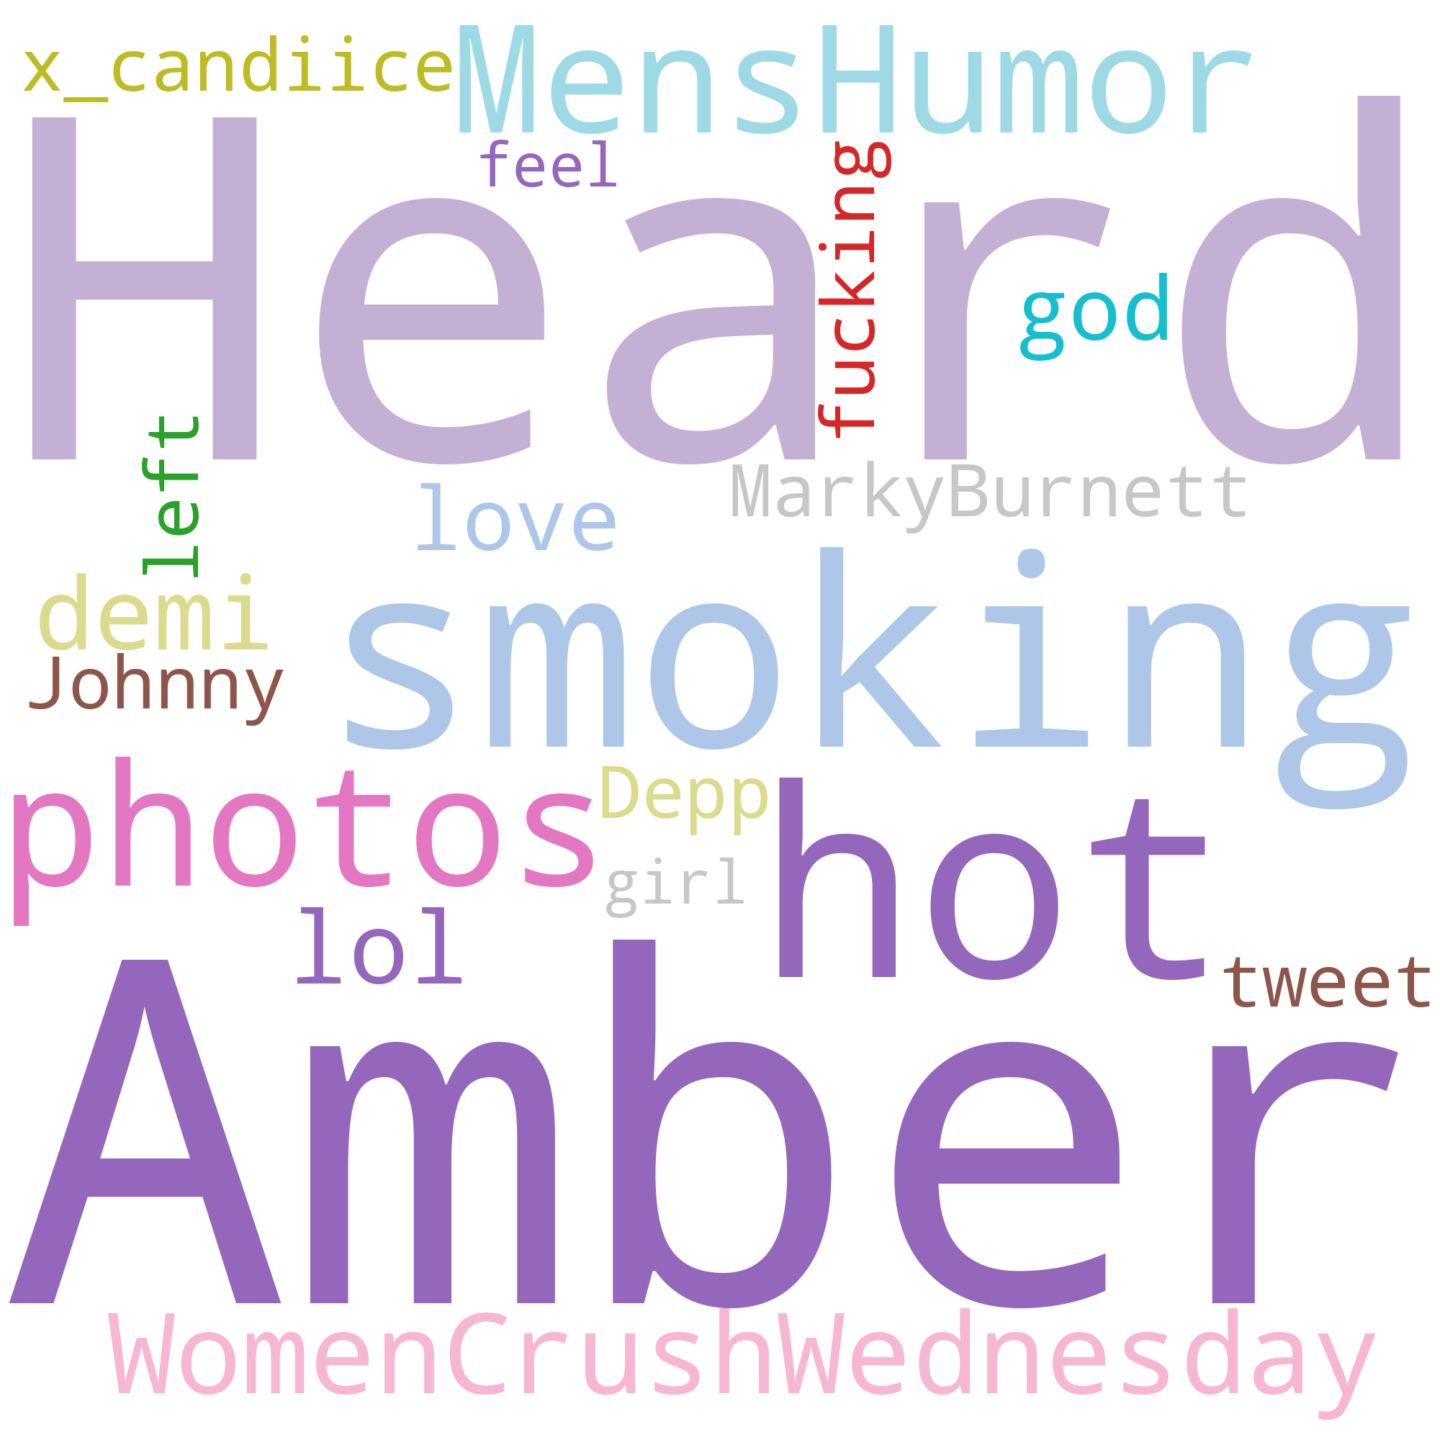 x_candiice
MensHumor
feel
fucking
Heard
god
left
love
MarkyBurnett
demi
smoking
Johnny
photos
Depp
hot
girl
lol
tweet
Amber
WomenCrushWednesday